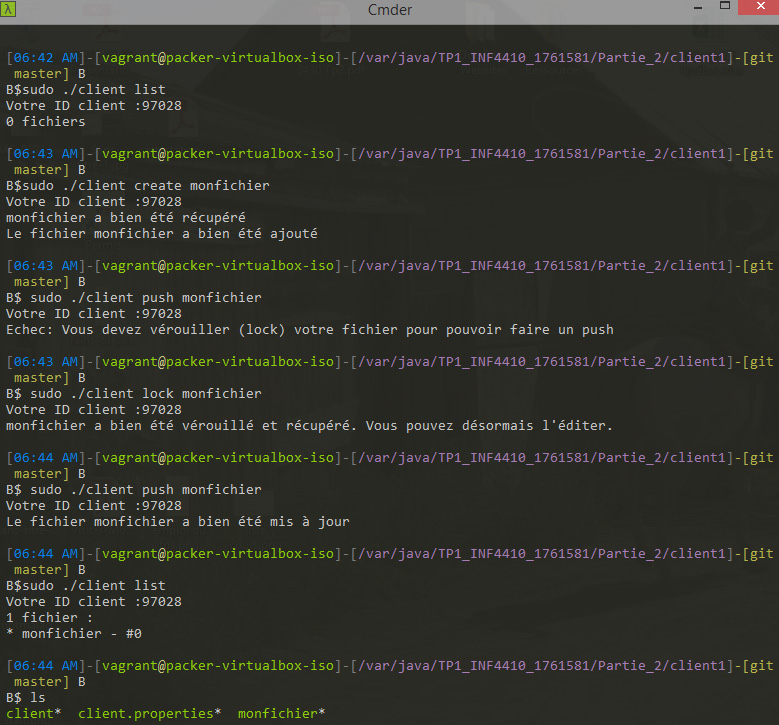 λ
Cmder
[06:42 AM]-[vagrant@packer-virtualbox-iso]-[/var/java/TP1_INF4410_1761581/Partie_2/client1]-[git
master] B
B$sudo ./client list
Votre ID client :97028
0 fichiers
[06:43 AM]-[vagrant@packer-virtualbox-iso]-[/var/java/TP1_INF4410_1761581/Partie_2/client1]-[git
master] B
B$sudo ./client create monfichier
Votre ID client :97028
monfichier a bien été récupéré
Le fichier monfichier a bien été ajouté
[06:43 AM]-[vagrant@packer-virtualbox-iso]-[/var/java/TP1_INF4410_1761581/Partie_2/client1]-[git
master] B
B$ sudo ./client push monfichier
Votre ID client :97028
Echec: Vous devez vérouiller (lock) votre fichier pour pouvoir faire un push
[06:43 AM]-[vagrant@packer-virtualbox-iso]-[/var/java/TP1_INF4410_1761581/Partie_2/client1]-[git
master] B
B$ sudo ./client lock monfichier
Votre ID client :97028
monfichier a bien été vérouillé et récupéré. Vous pouvez désormais l'éditer.
[06:44 AM]-[vagrant@packer-virtualbox-iso]-[/var/java/TP1_INF4410_1761581/Partie_2/client1]-[git
master] B
B$ sudo ./client push monfichier
Votre ID client :97028
Le fichier monfichier a bien été mis à jour
[06:44 AM]-[vagrant@packer-virtualbox-iso]-[/var/java/TP1_INF4410_1761581/Partie_2/client1]-[git
master] B
B$sudo ./client list
Votre ID client :97028
1 fichier :
* monfichier - #0
[06:44 AM]-[vagrant@packer-virtualbox-iso]-[/var/java/TP1_INF4410_1761581/Partie_2/client1]-[git
master] B
B$ ls
client*  client.properties*  monfichier*